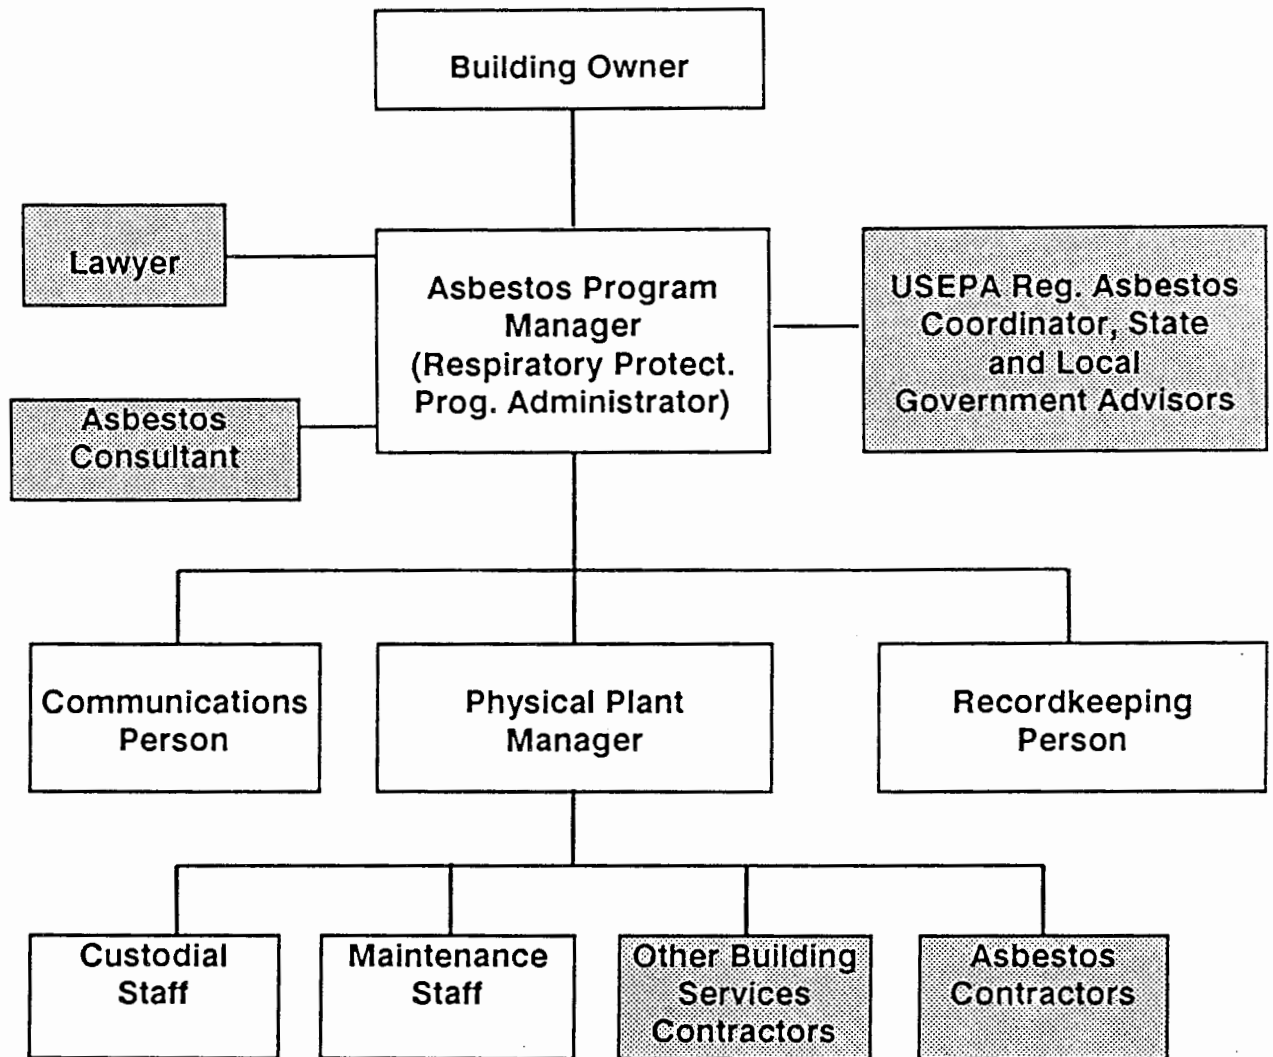 Building Owner
Lawyer
Asbestos Program
Manager
(Respiratory Protect.
Prog. Administrator)
USEPA Reg. Asbestos
Coordinator, State
and Local
Government Advisors
Asbestos
Consultant
Communications
Person
Physical Plant
Manager
Recordkeeping
Person
Custodial
Staff
Maintenance
Staff
Other Building
Services
Contractors
Asbestos
Contractors